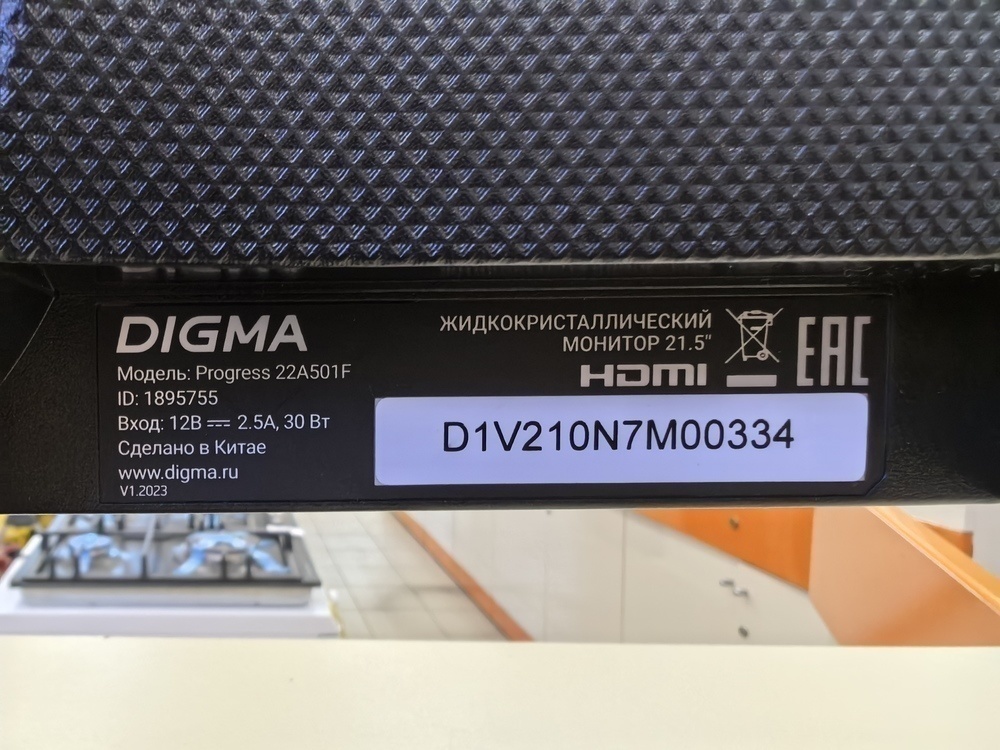 DIGMA
Модель: Progress 22A501F
ID: 1895755
Вход: 12В ⎓ 2.5A, 30 Вт
Сделано в Китае
www.digma.ru
V1.2023
ЖИДКОКРИСТАЛЛИЧЕСКИЙ
МОНИТОР 21.5"
HDMI
EAC
D1V210N7M00334